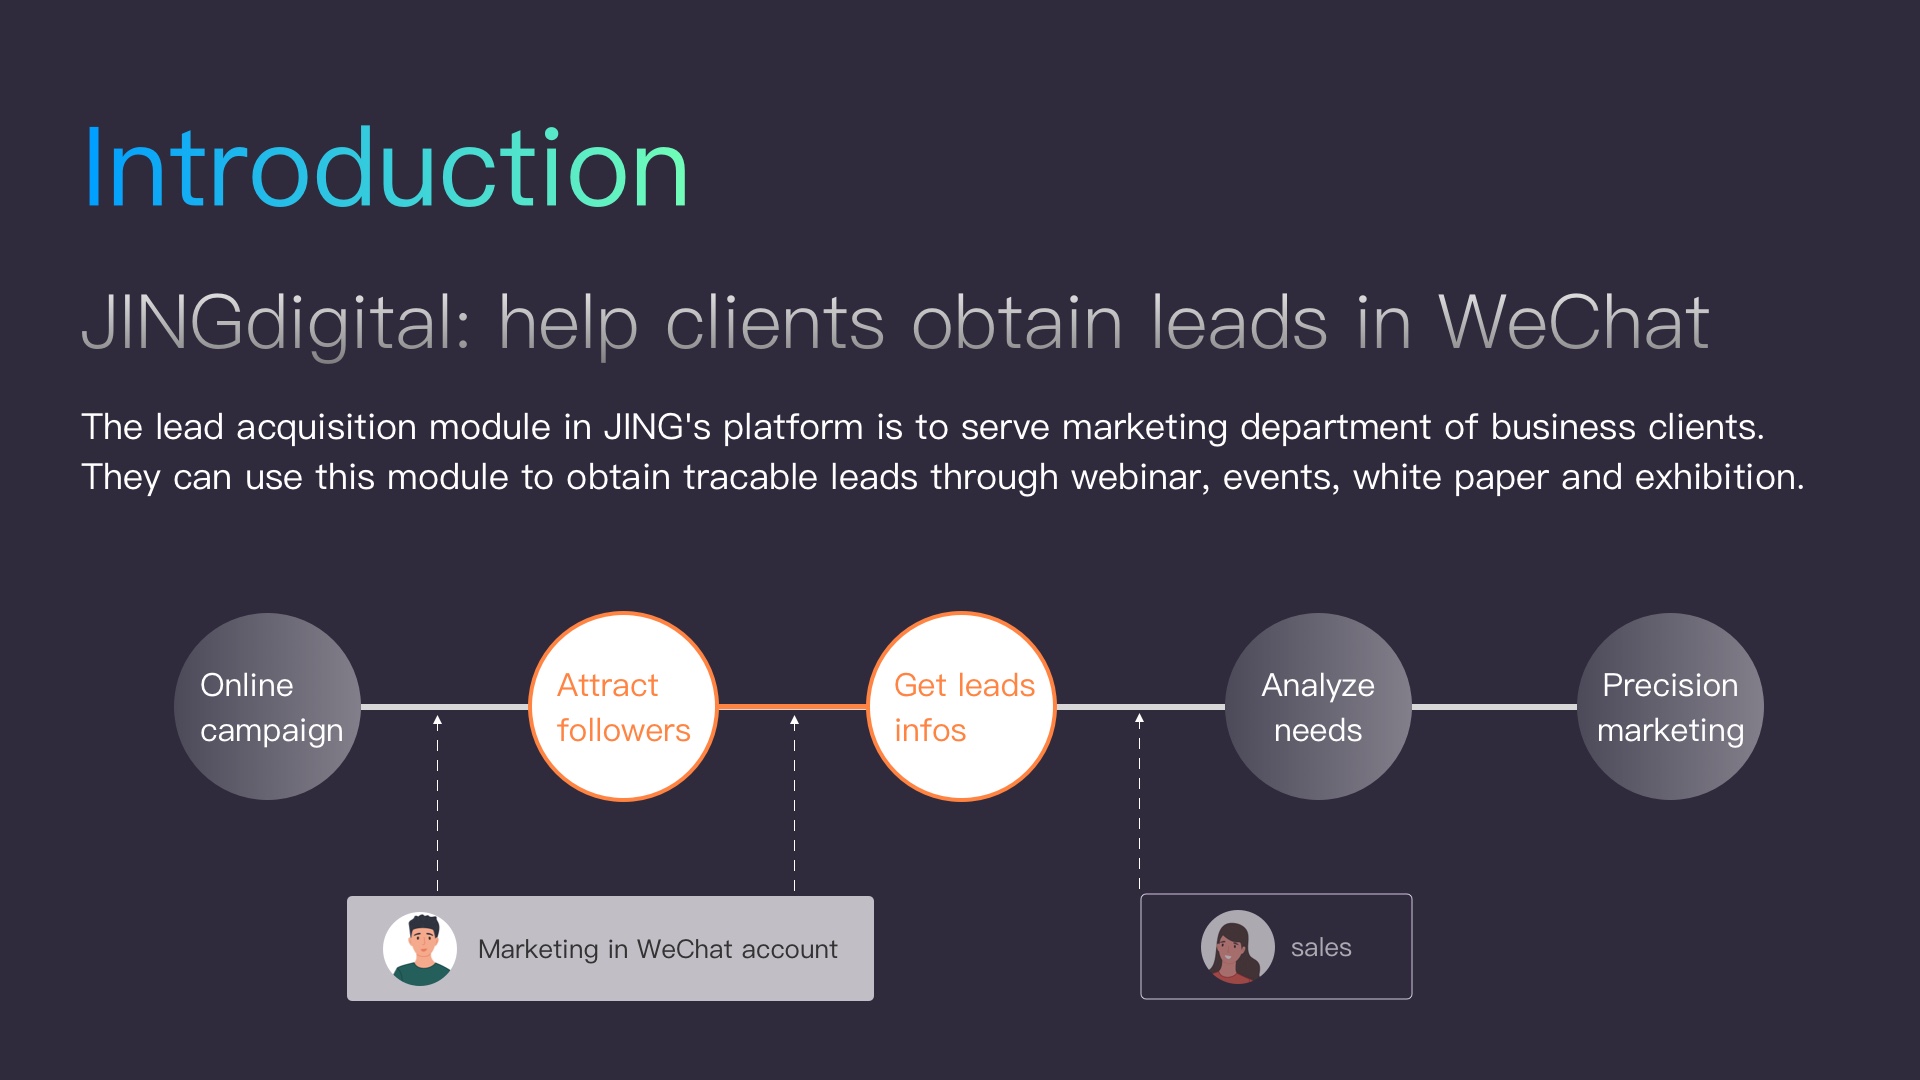 Introduction
JINGdigital: help clients obtain leads in WeChat
The lead acquisition module in JING's platform is to serve marketing department of business clients.
They can use this module to obtain tracable leads through webinar, events, white paper and exhibition.
Online
campaign
Attract
followers
Get leads
infos
Analyze
needs
Precision
marketing
Marketing in WeChat account
sales